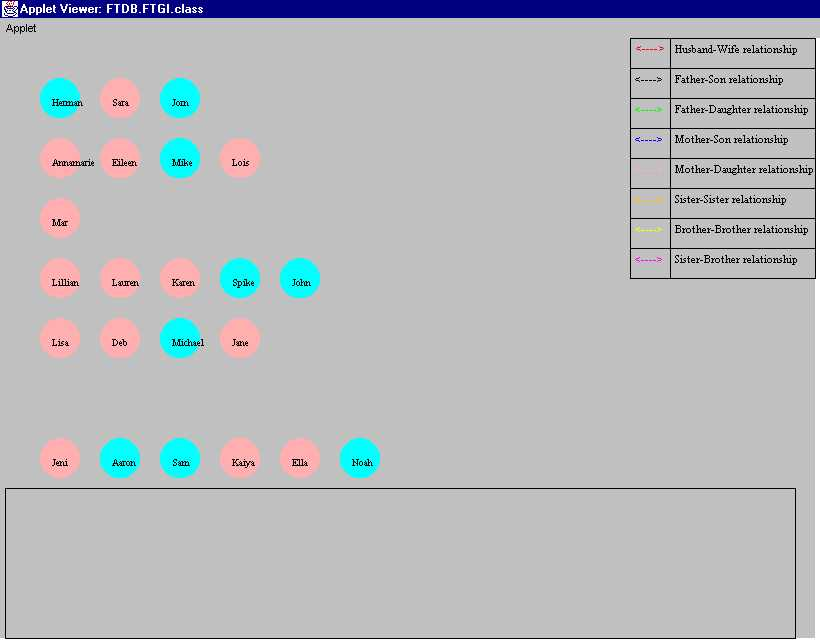 Applet Viewer: FTDB.FTGI.class
Applet
<----> Husband-Wife relationship
<----> Father-Son relationship
<----> Father-Daughter relationship
<----> Mother-Son relationship
<----> Mother-Daughter relationship
<----> Sister-Sister relationship
<----> Brother-Brother relationship
<----> Sister-Brother relationship
Herman Sara Jorn
Annamarie Eileen Mike Lois
Mar
Lillian Lauren Karen Spike John
Lisa Deb Michael Jane
Jeni Aaron Sam Kaiya Ella Noah